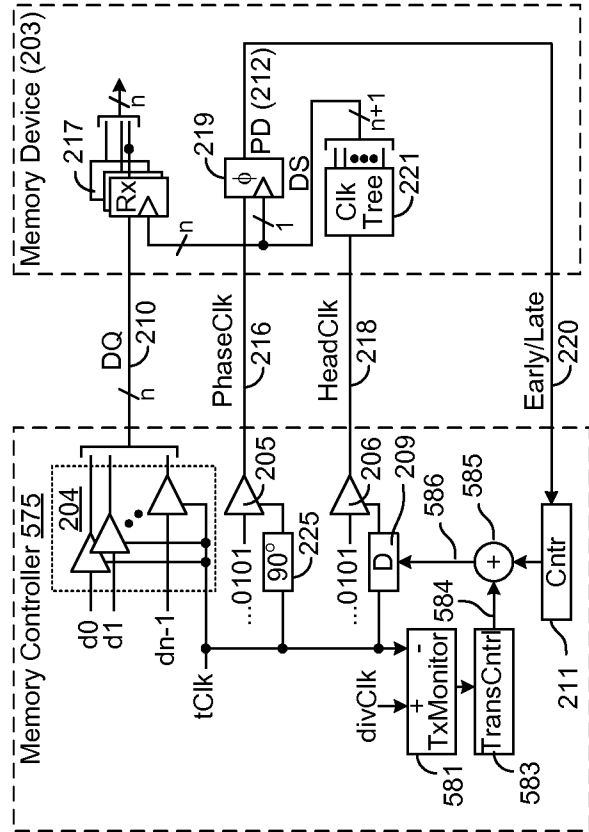 Memory Controller 575
Memory Device (203)
204
d0
d1
dn-1
n
DQ
210
217
Rx
n
n
tClk
...0101
205
90°
225
PhaseClk
216
1
ϕ
219
PD (212)
DS
...0101
206
D
209
HeadClk
218
Clk
Tree
221
n+1
divClk
+
-
TxMonitor
581
TransCntrl
583
584
+
585
586
Cntr
211
Early/Late
220